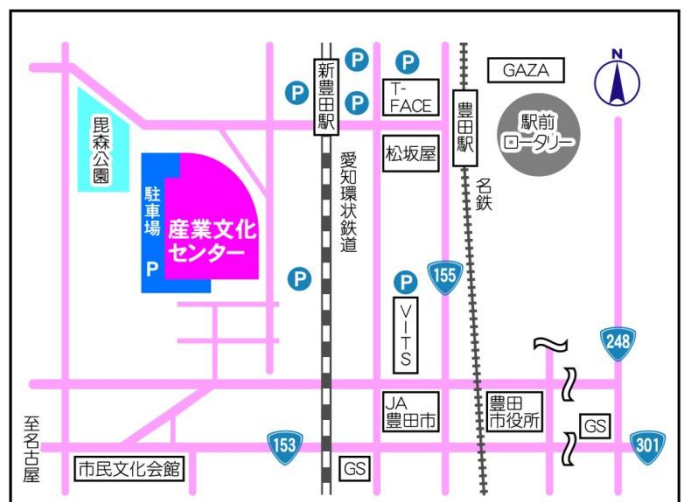 N
P
P
P
P
P
P
P
新豊田駅
T-
FACE
豊田駅
GAZA
駅前
ロータリー
松坂屋
名鉄
愛知環状鉄道
毘森公園
駐車場
産業文化
センター
155
VITS
248
JA
豊田市
豊田
市役所
GS
至名古屋
153
市民文化会館
GS
301